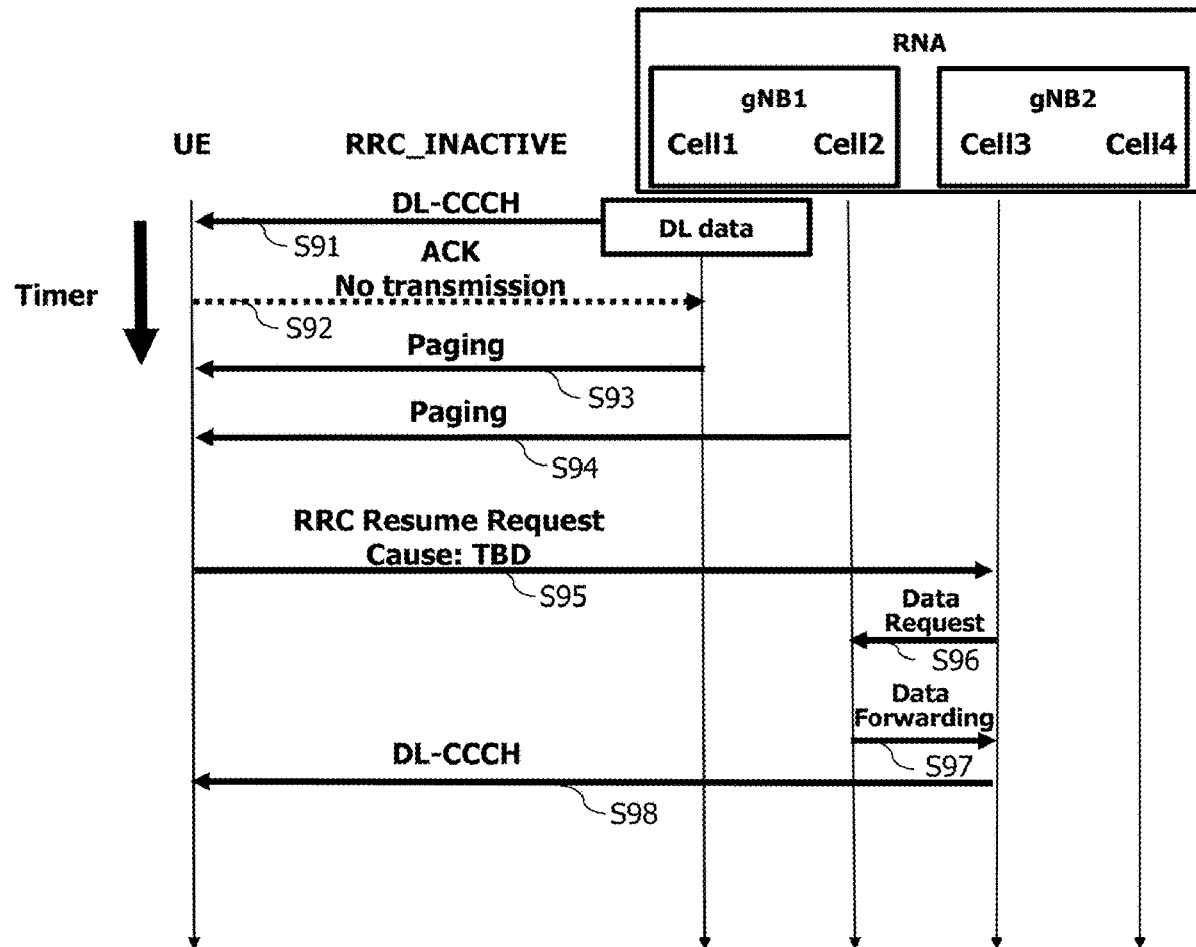 RNA
gNB1
gNB2
UE
RRC_INACTIVE
Cell1
Cell2
Cell3
Cell4
DL-CCCH
DL data
S91
ACK
No transmission
Timer
S92
Paging
S93
Paging
S94
RRC Resume Request
Cause: TBD
S95
Data
Request
S96
Data
Forwarding
S97
DL-CCCH
S98